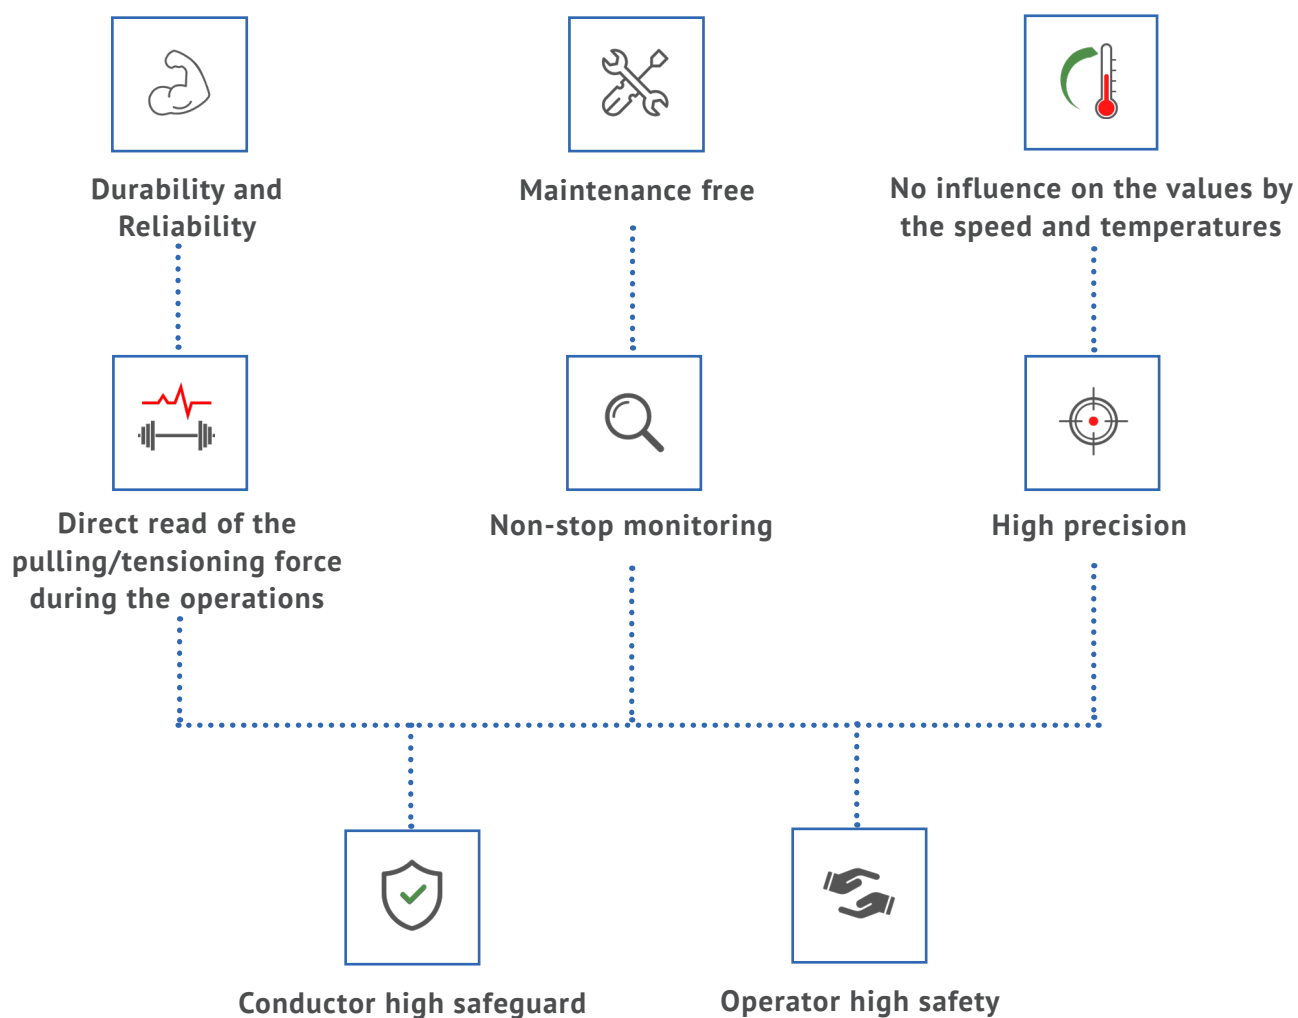 Durability and
Reliability
Maintenance free
No influence on the values by
the speed and temperatures
Direct read of the
pulling/tensioning force
during the operations
Non-stop monitoring
High precision
Conductor high safeguard
Operator high safety